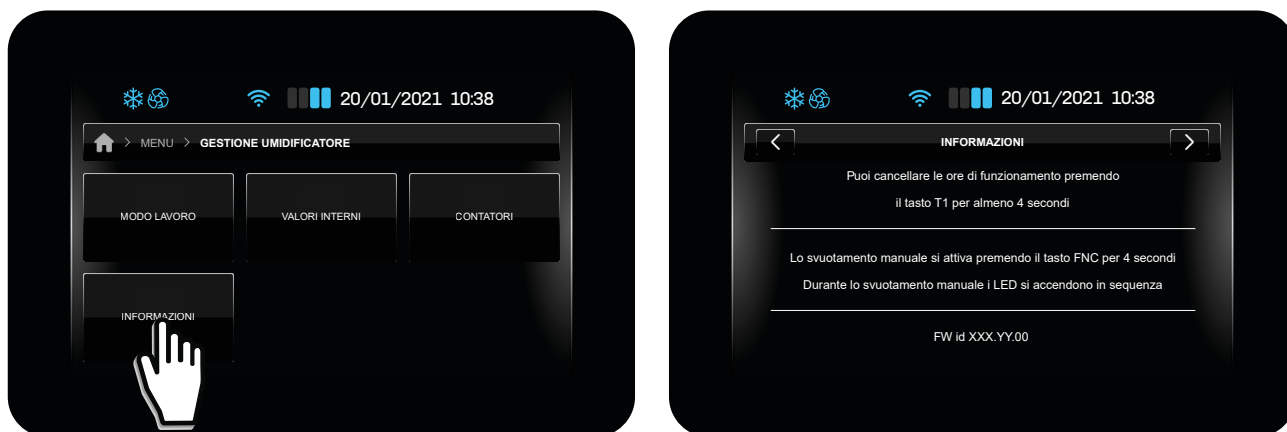 20/01/2021 10:38
> MENU > GESTIONE UMIDIFICATORE
MODO LAVORO
VALORI INTERNI
CONTATORI
INFORMAZIONI
20/01/2021 10:38
INFORMAZIONI
Puoi cancellare le ore di funzionamento premendo
il tasto T1 per almeno 4 secondi
Lo svuotamento manuale si attiva premendo il tasto FNC per 4 secondi
Durante lo svuotamento manuale i LED si accendono in sequenza
FW id XXX.YY.00